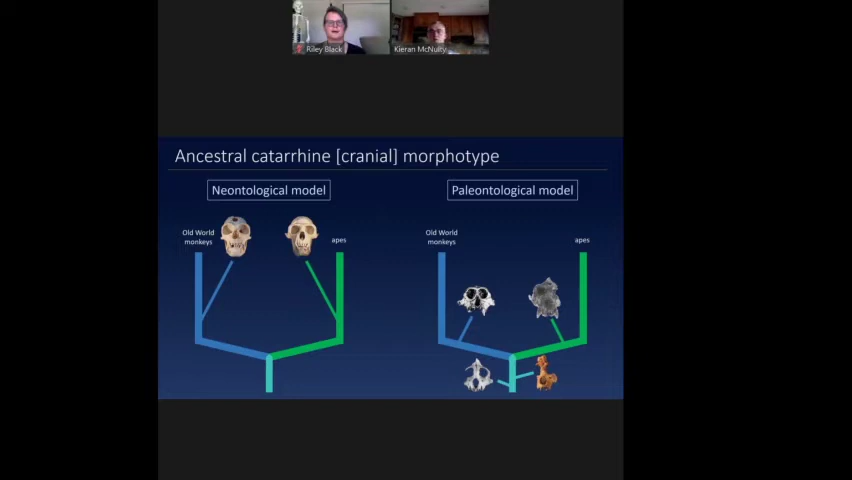 Riley Black
Kieran McNulty
Ancestral catarrhine [cranial] morphotype
Neontological model
Paleontological model
Old World
monkeys
apes
Old World
monkeys
apes